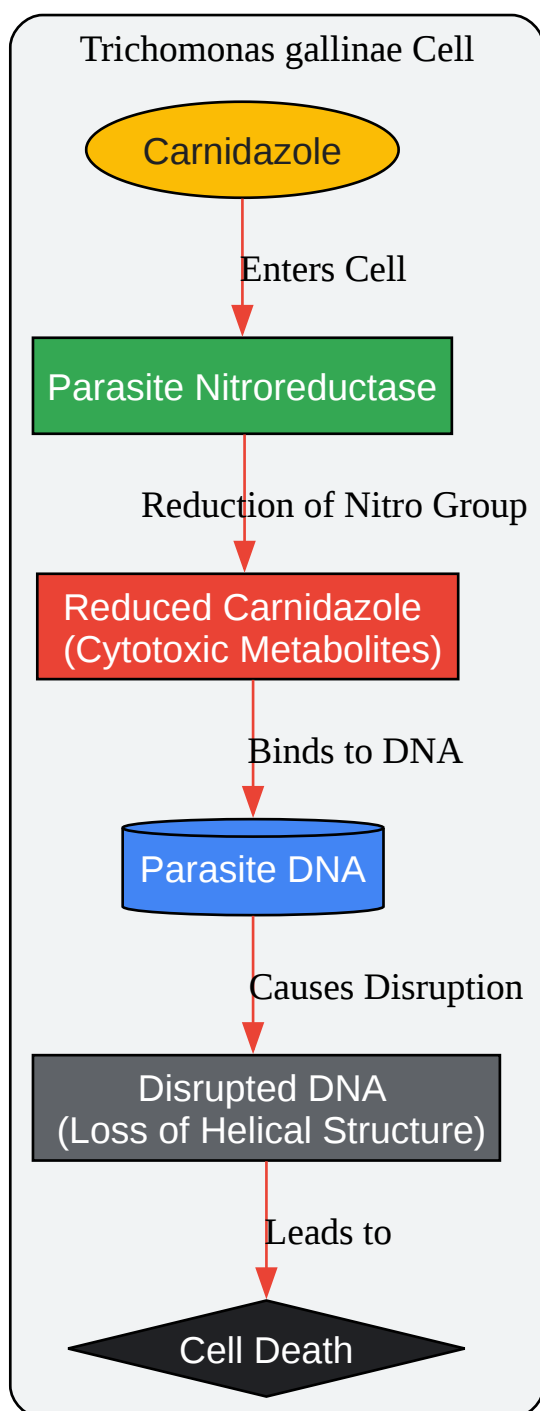 Trichomonas gallinae Cell
Carnidazole
Enters Cell
Parasite Nitroreductase
Reduction of Nitro Group
Reduced Carnidazole
(Cytotoxic Metabolites)
Binds to DNA
Parasite DNA
Causes Disruption
Disrupted DNA
(Loss of Helical Structure)
Leads to
Cell Death